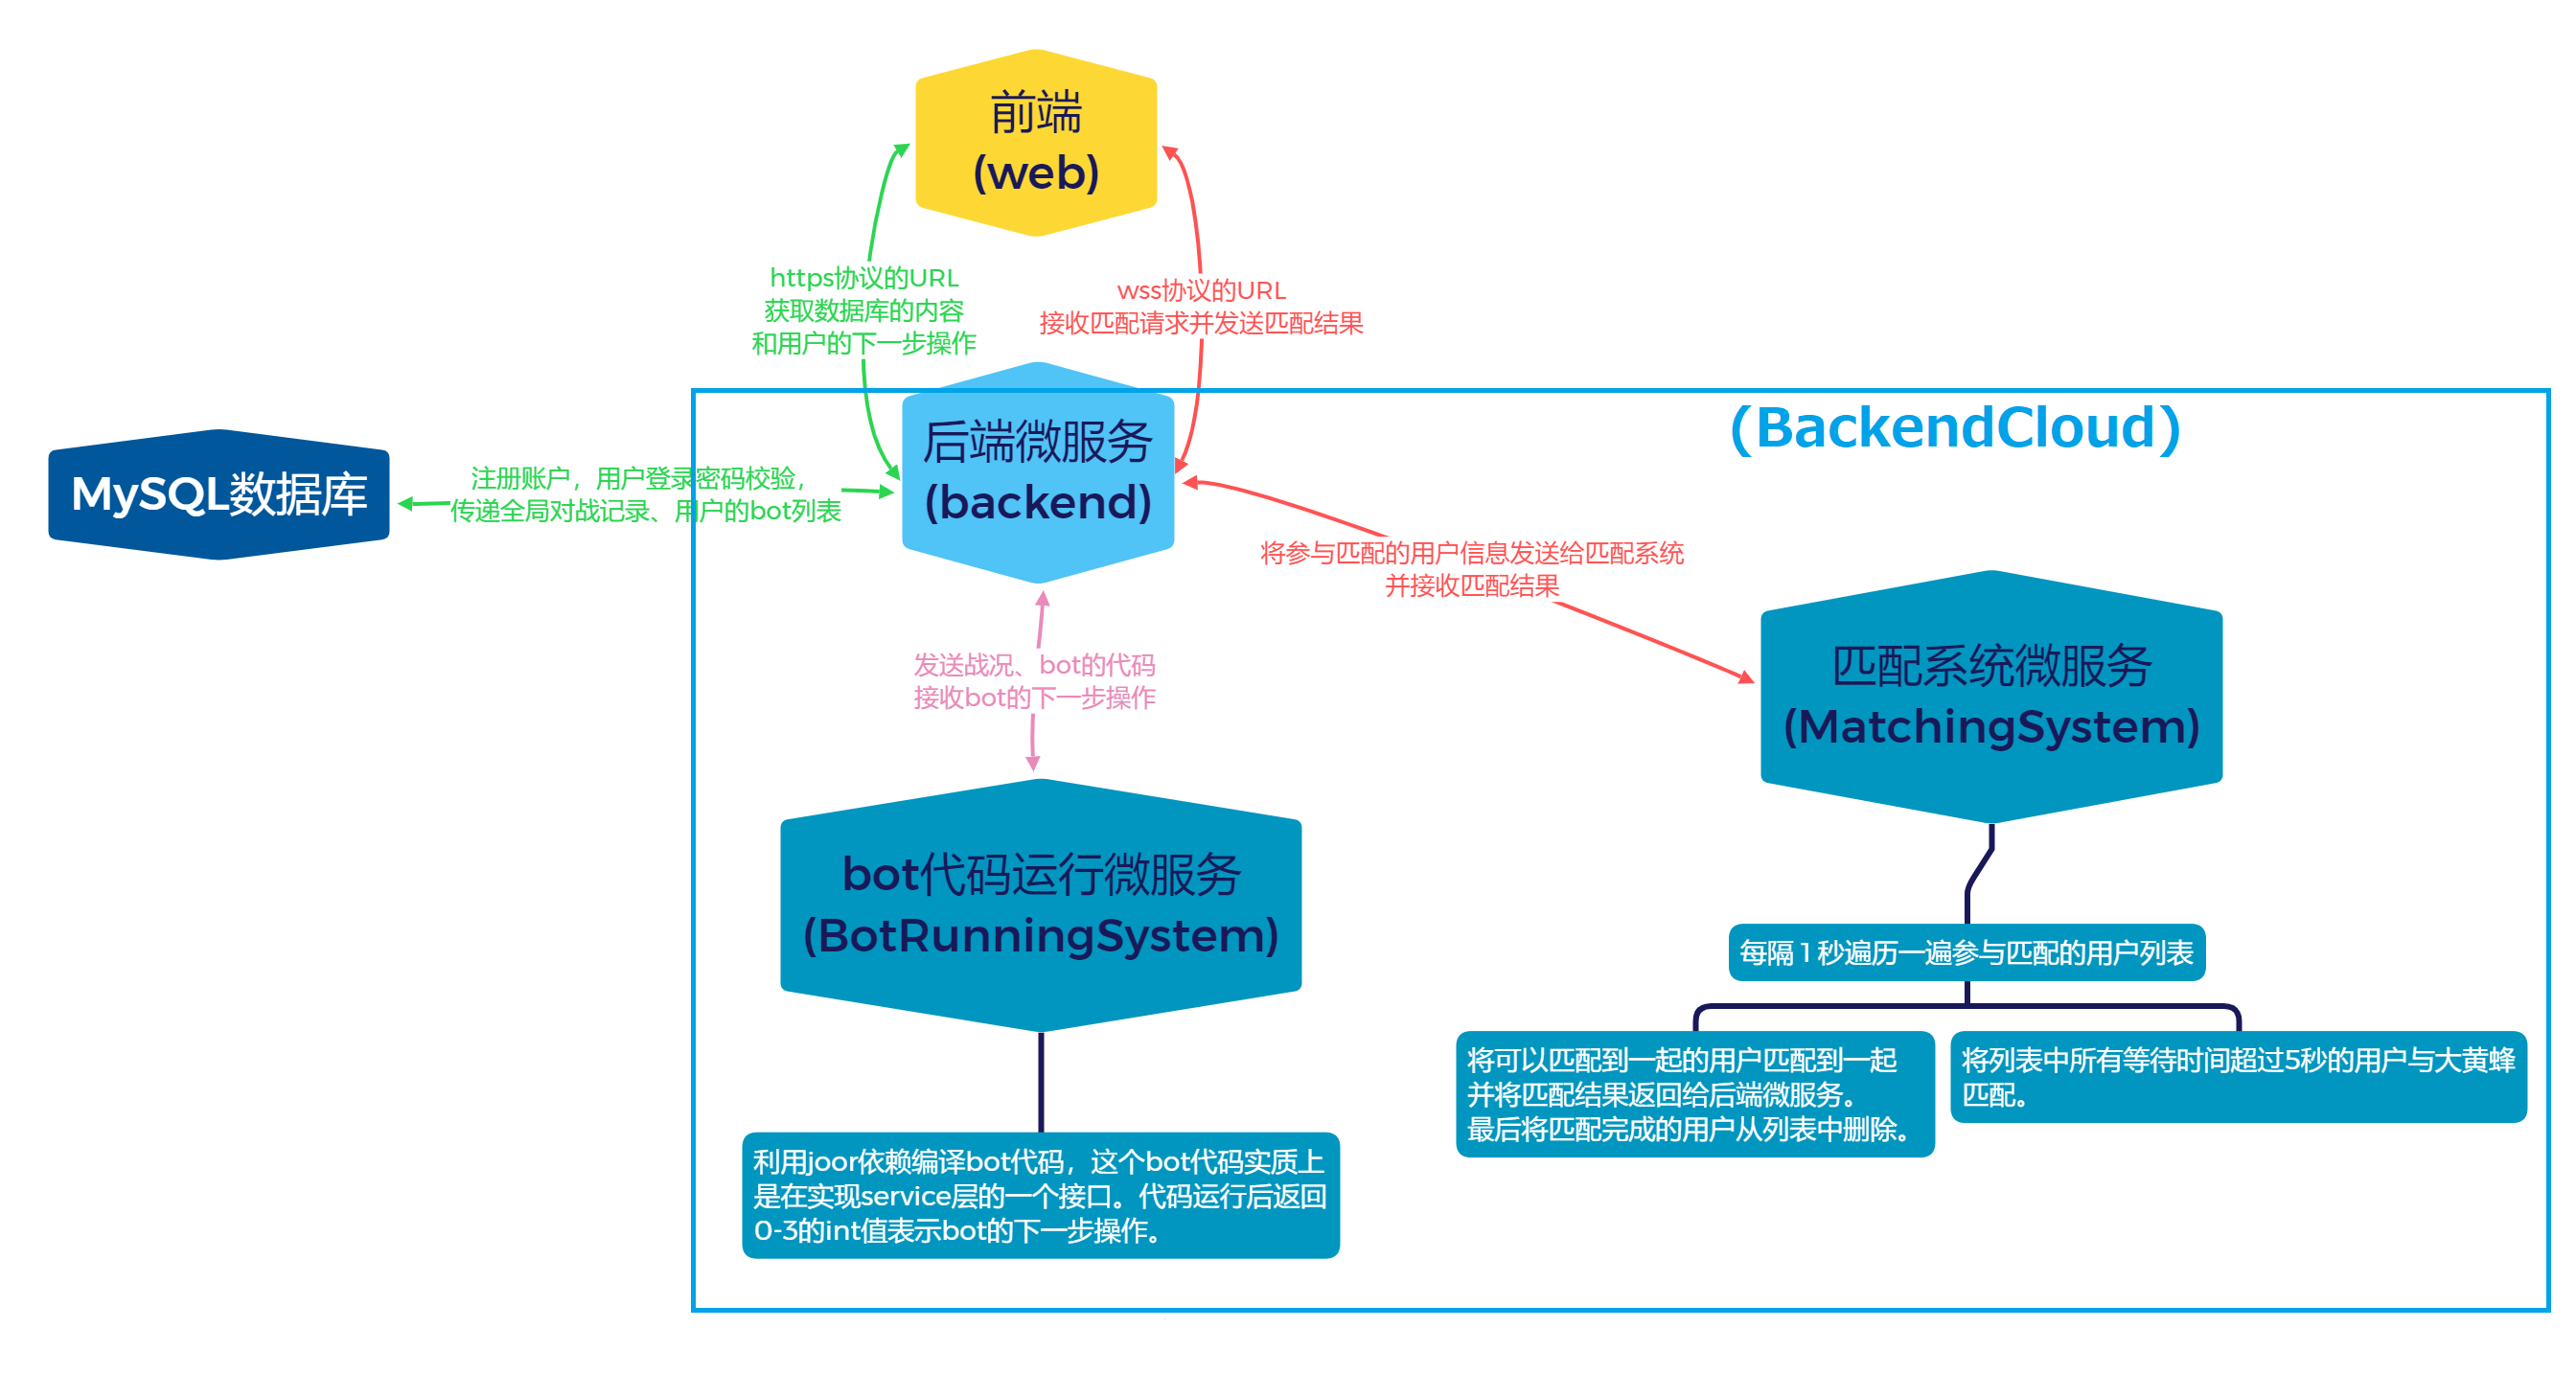 前端
(web)
https协议的URL
获取数据库的内容
和用户的下一步操作
wss协议的URL
接收匹配请求并发送匹配结果
(BackendCloud)
后端微服务
(backend)
MySQL数据库
注册账户，用户登录密码校验，
传递全局对战记录、用户的bot列表
将参与匹配的用户信息发送给匹配系统
并接收匹配结果
发送战况、bot的代码
接收bot的下一步操作
匹配系统微服务
(MatchingSystem)
bot代码运行微服务
(BotRunningSystem)
每隔1秒遍历一遍参与匹配的用户列表
将可以匹配到一起的用户匹配到一起
并将匹配结果返回给后端微服务。
最后将匹配完成的用户从列表中删除。
将列表中所有等待时间超过5秒的用户与大黄蜂
匹配。
利用joor依赖编译bot代码，这个bot代码实质上
是在实现service层的一个接口。代码运行后返回
0-3的int值表示bot的下一步操作。